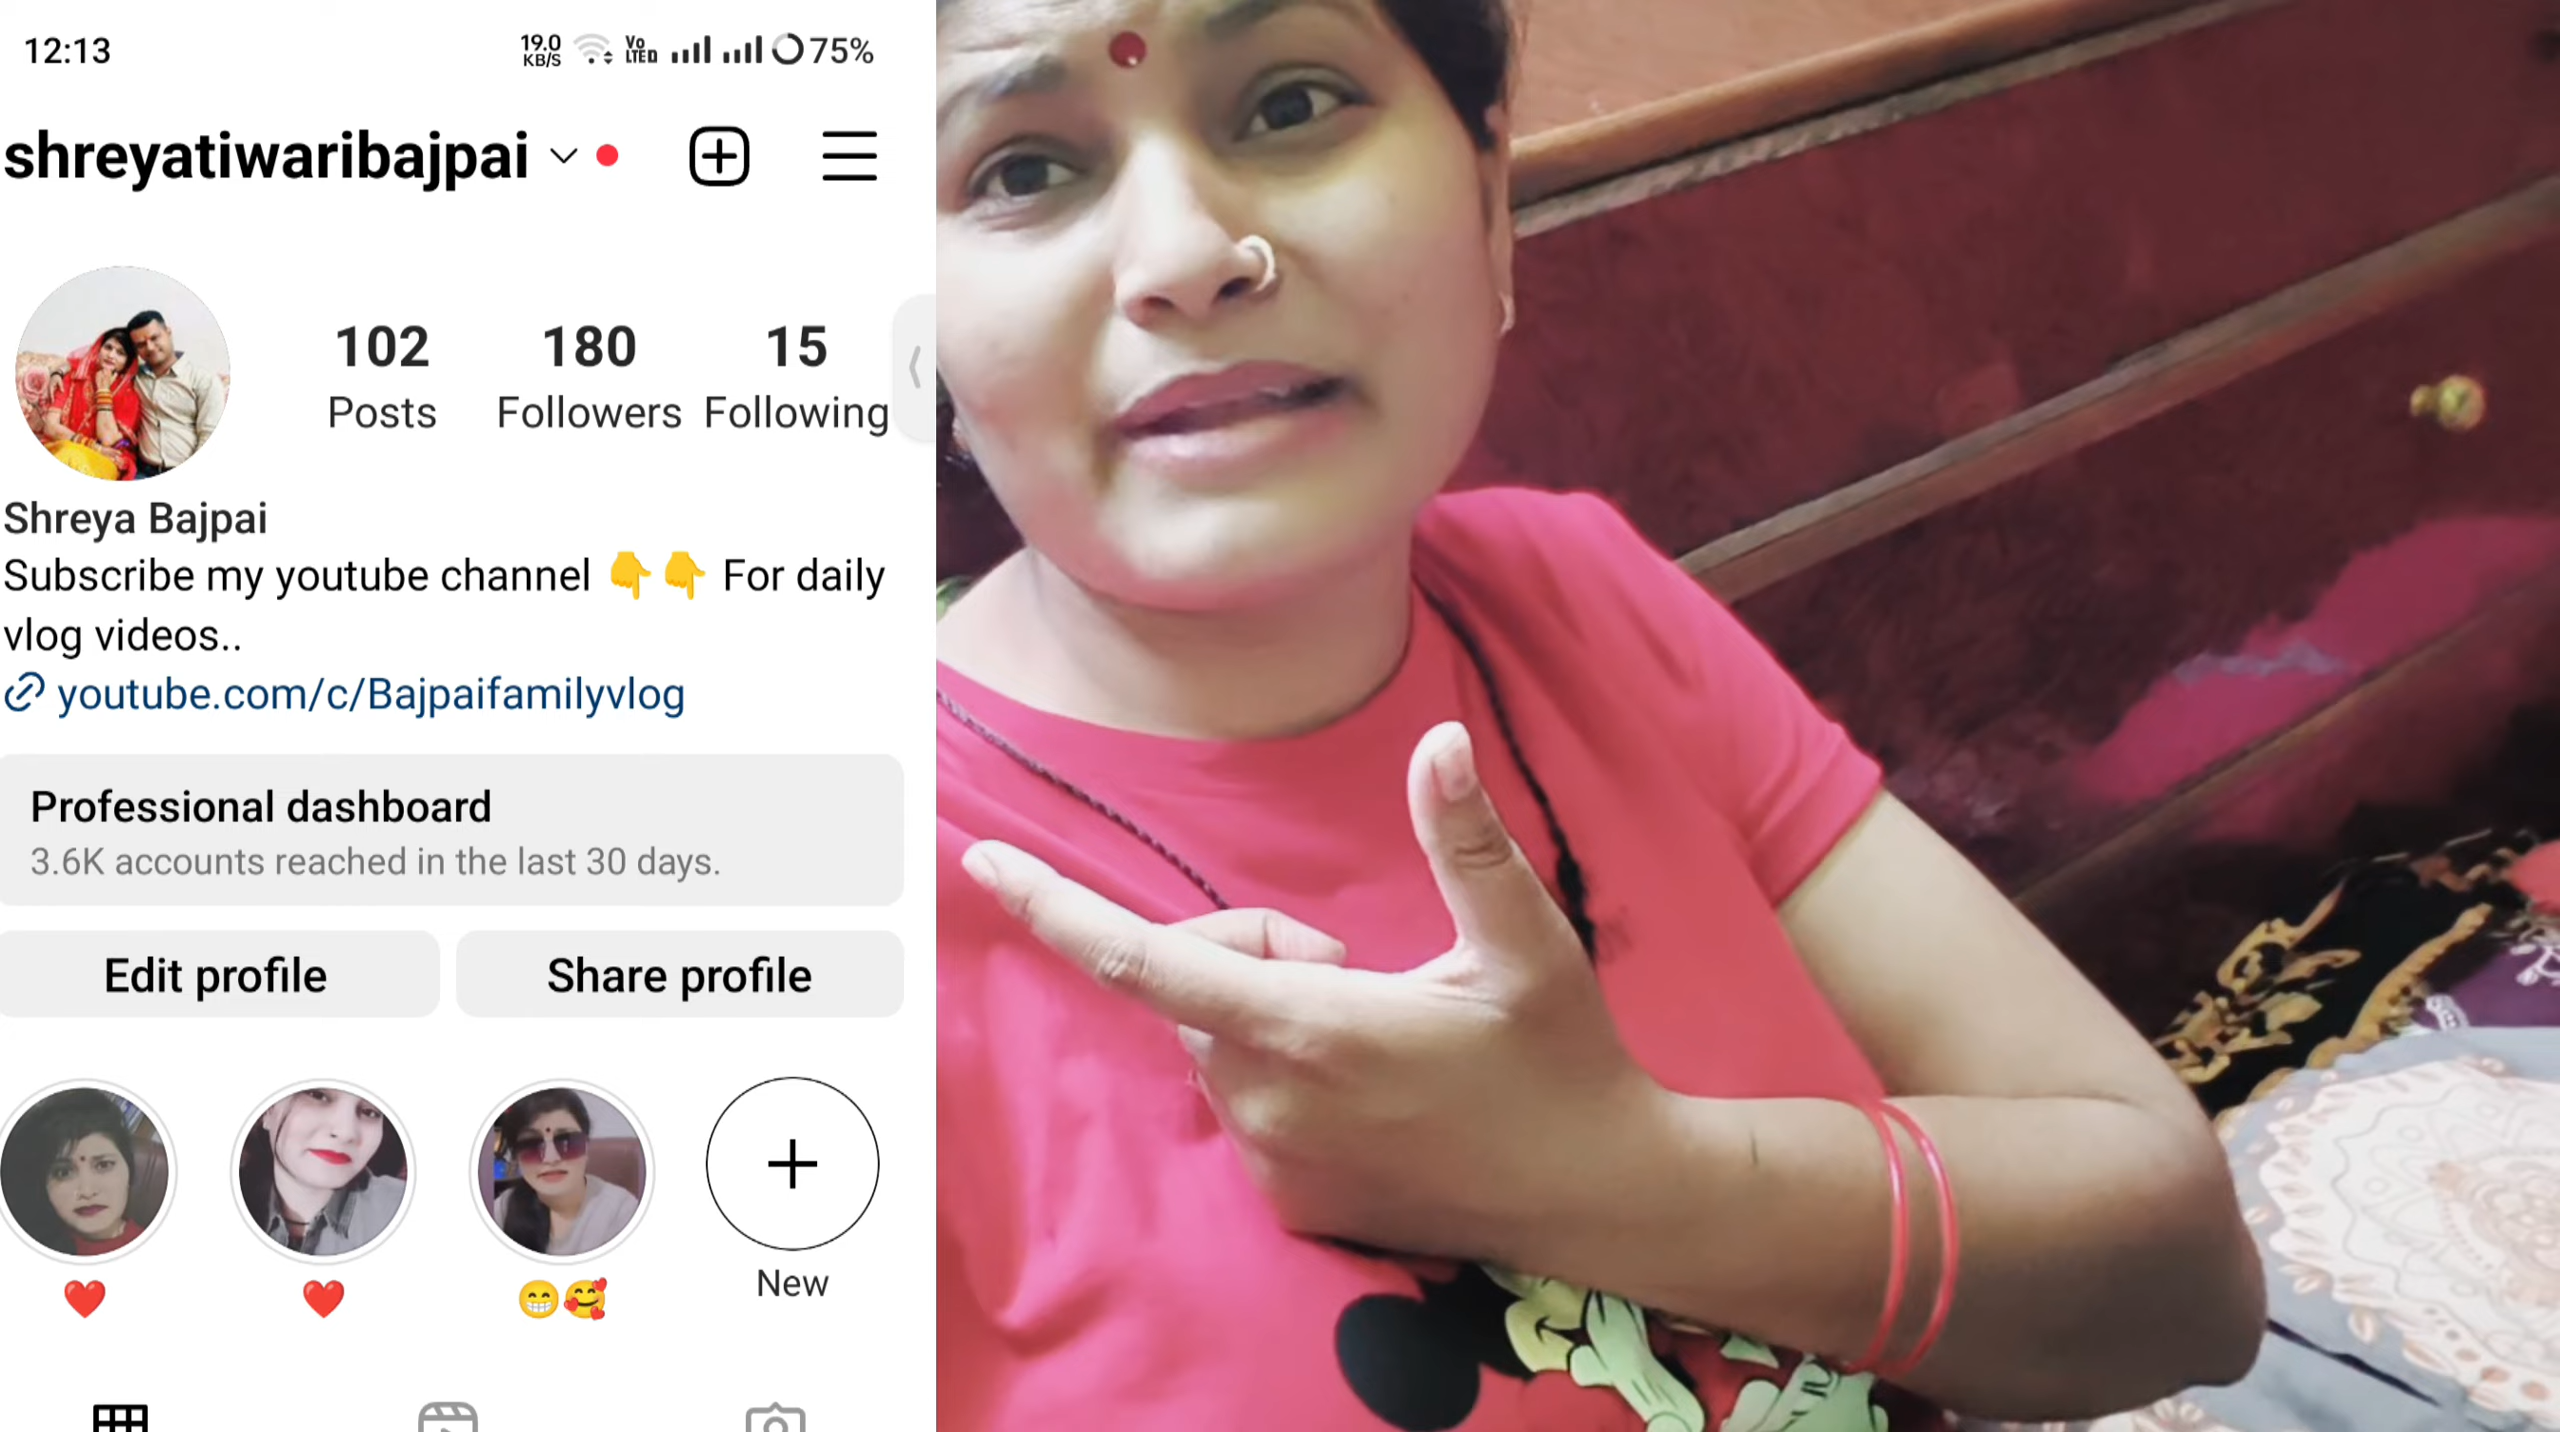 12:13
19.0 KB/S Vo LTED 75%
shreyatiwaribajpai
102 180 15
Posts Followers Following
Shreya Bajpai
Subscribe my youtube channel 👇👇 For daily
vlog videos..
youtube.com/c/Bajpaifamilyvlog
Professional dashboard
3.6K accounts reached in the last 30 days.
Edit profile Share profile
❤️ ❤️ 😁🥰 New